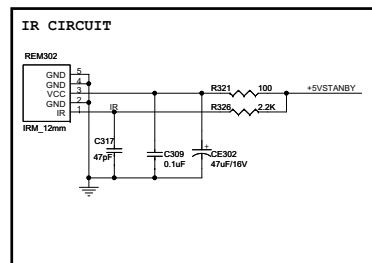 IR CIRCUIT
REM302
GND 5
GND 4
VCC 3
GND 2
IR 1
IRM_12mm
IR
R321 100
+5VSTANBY
R326 2.2K
C317
47pF
C309
0.1uF
+
CE302
47uF/16V